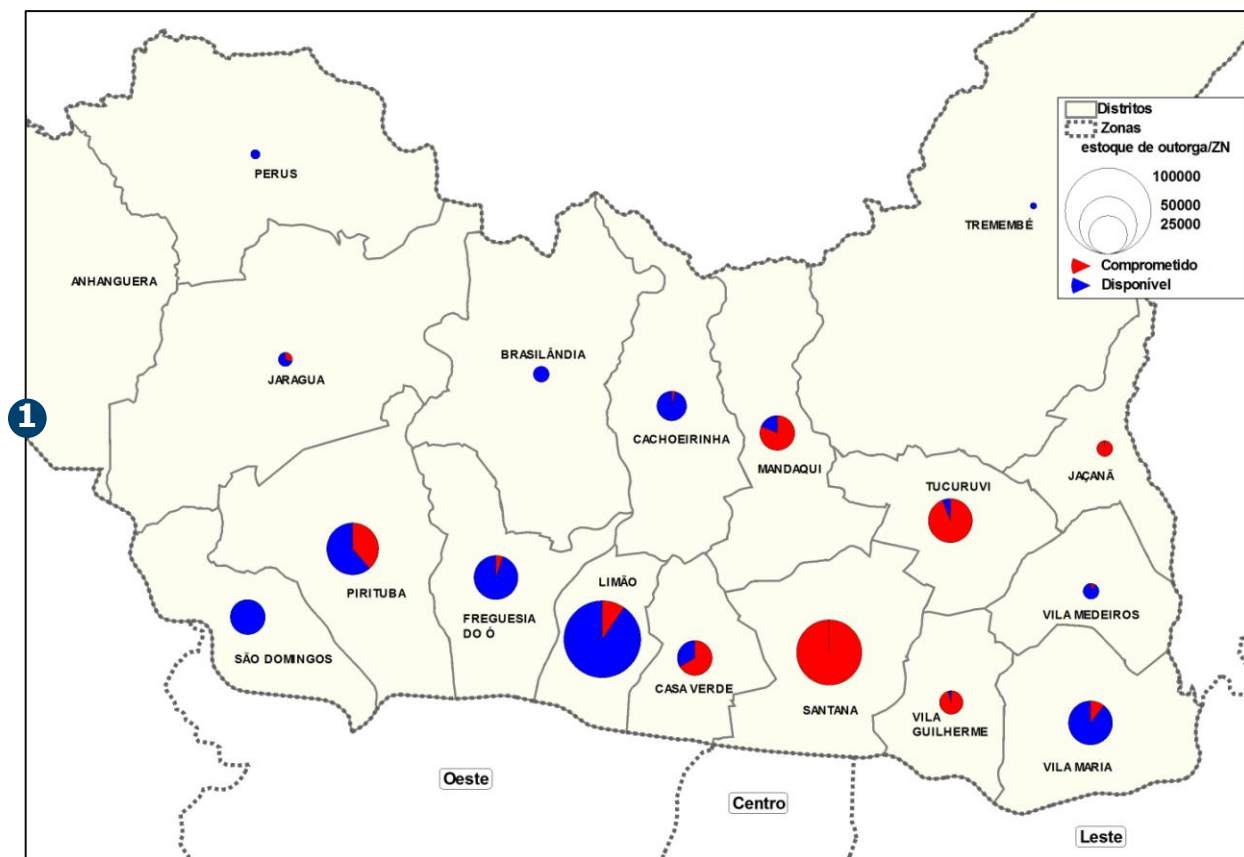 Distritos
Zonas
estoque de outorga/ZN
100000
50000
25000
Comprometido
Disponível
PERUS
TREMEMBÉ
ANHANGUERA
BRASILÂNDIA
JARAGUA
1
CACHOEIRINHA
MANDAQUI
JAÇANÃ
TUCURUVI
PIRITUBA
FREGUESIA
DO Ó
LIMÃO
VILA MEDEIROS
SÃO DOMINGOS
CASA VERDE
SANTANA
VILA
GUILHERME
VILA MARIA
Oeste
Centro
Leste